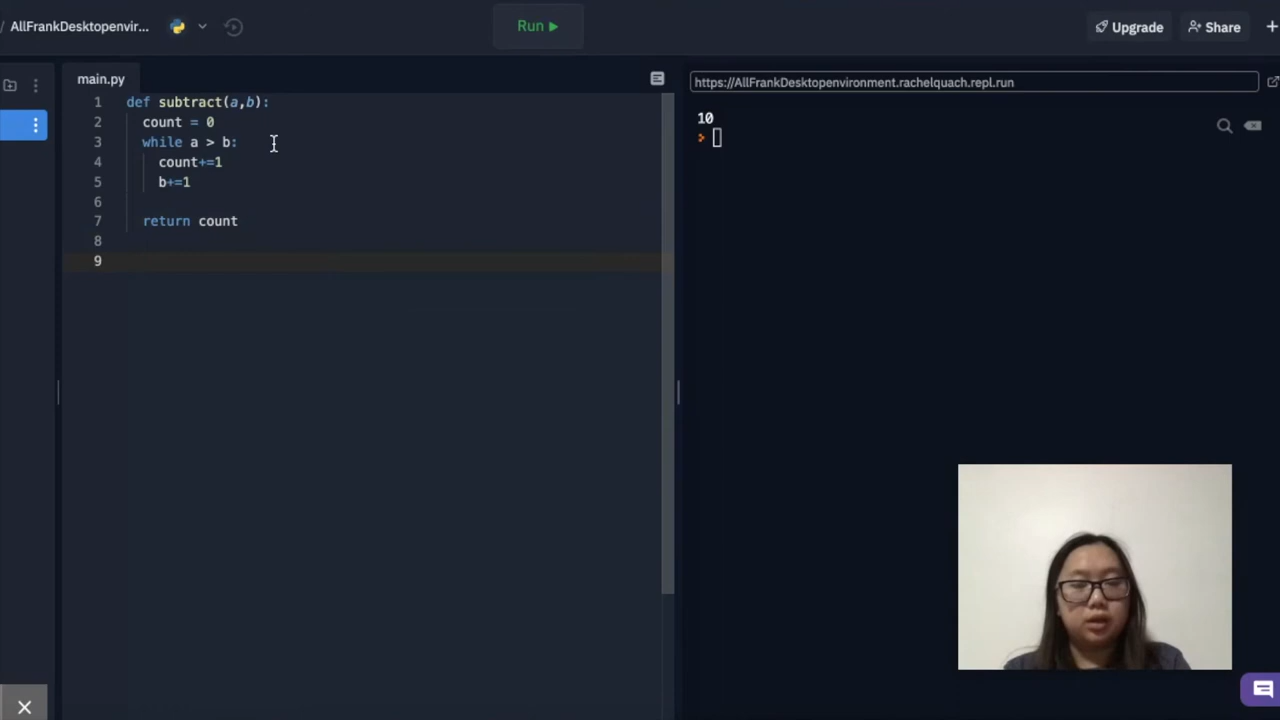 / AllFrankDesktopenvir...
Run
Upgrade
Share
main.py
https://AllFrankDesktopenvironment.rachelquach.repl.run
1 def subtract(a,b):
2 count = 0
3 while a > b:
4 count+=1
5 b+=1
6
7 return count
8
9
10